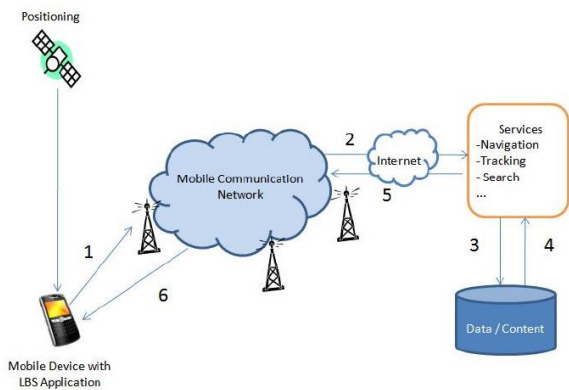 Positioning
2
Internet
5
Services
-Navigation
-Tracking
- Search
...
Mobile Communication
Network
1
6
3
4
Data / Content
Mobile Device with
LBS Application